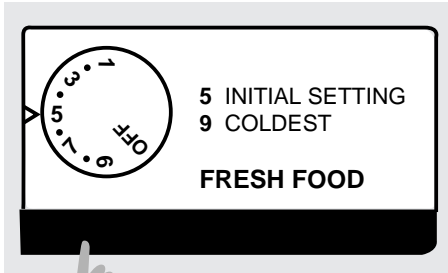 1 • 3 • 5 • 7 • 9 OFF
5 INITIAL SETTING
9 COLDEST
FRESH FOOD